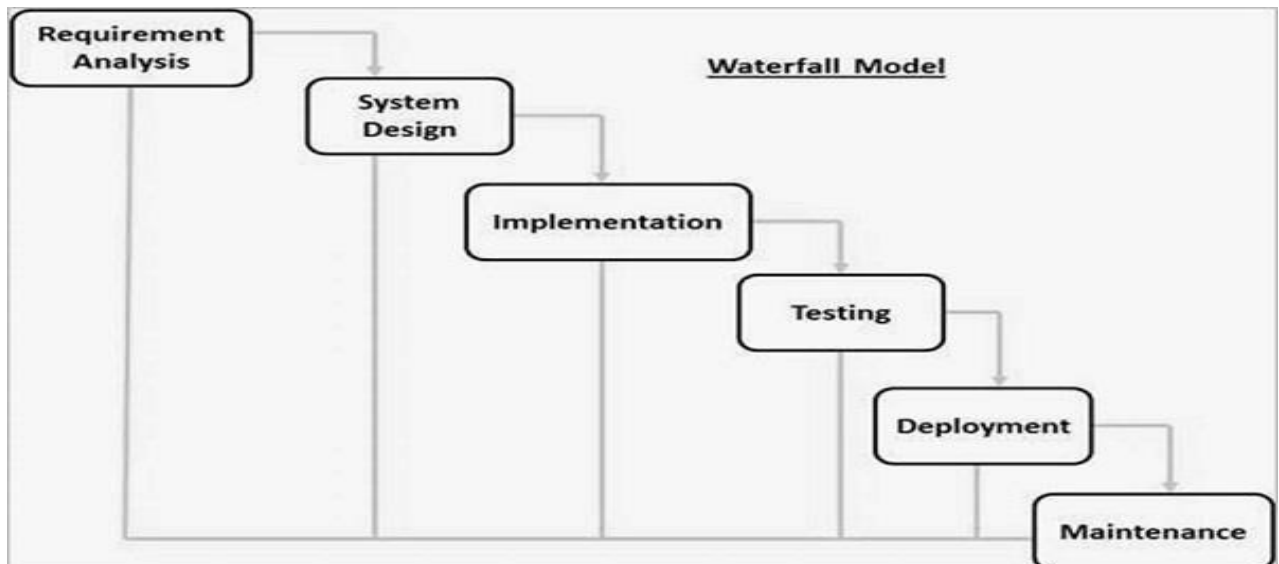 Requirement
Analysis
Waterfall Model
System
Design
Implementation
Testing
Deployment
Maintenance